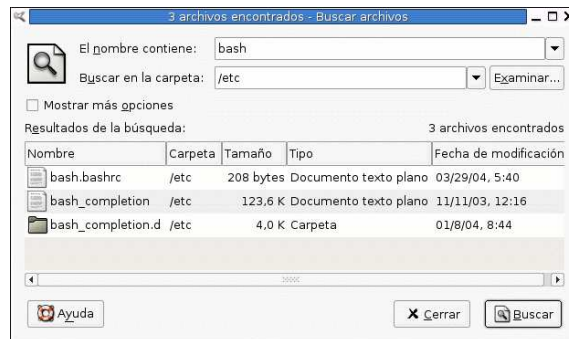 3 archivos encontrados - Buscar archivos
El nombre contiene: bash
Buscar en la carpeta: /etc Examinar...
Mostrar más opciones
Resultados de la búsqueda: 3 archivos encontrados
Nombre Carpeta Tamaño Tipo Fecha de modificación
bash.bashrc /etc 208 bytes Documento texto plano 03/29/04, 5:40
bash_completion /etc 123,6 K Documento texto plano 11/11/03, 12:16
bash_completion.d /etc 4,0 K Carpeta 01/8/04, 8:44
Ayuda Cerrar Buscar